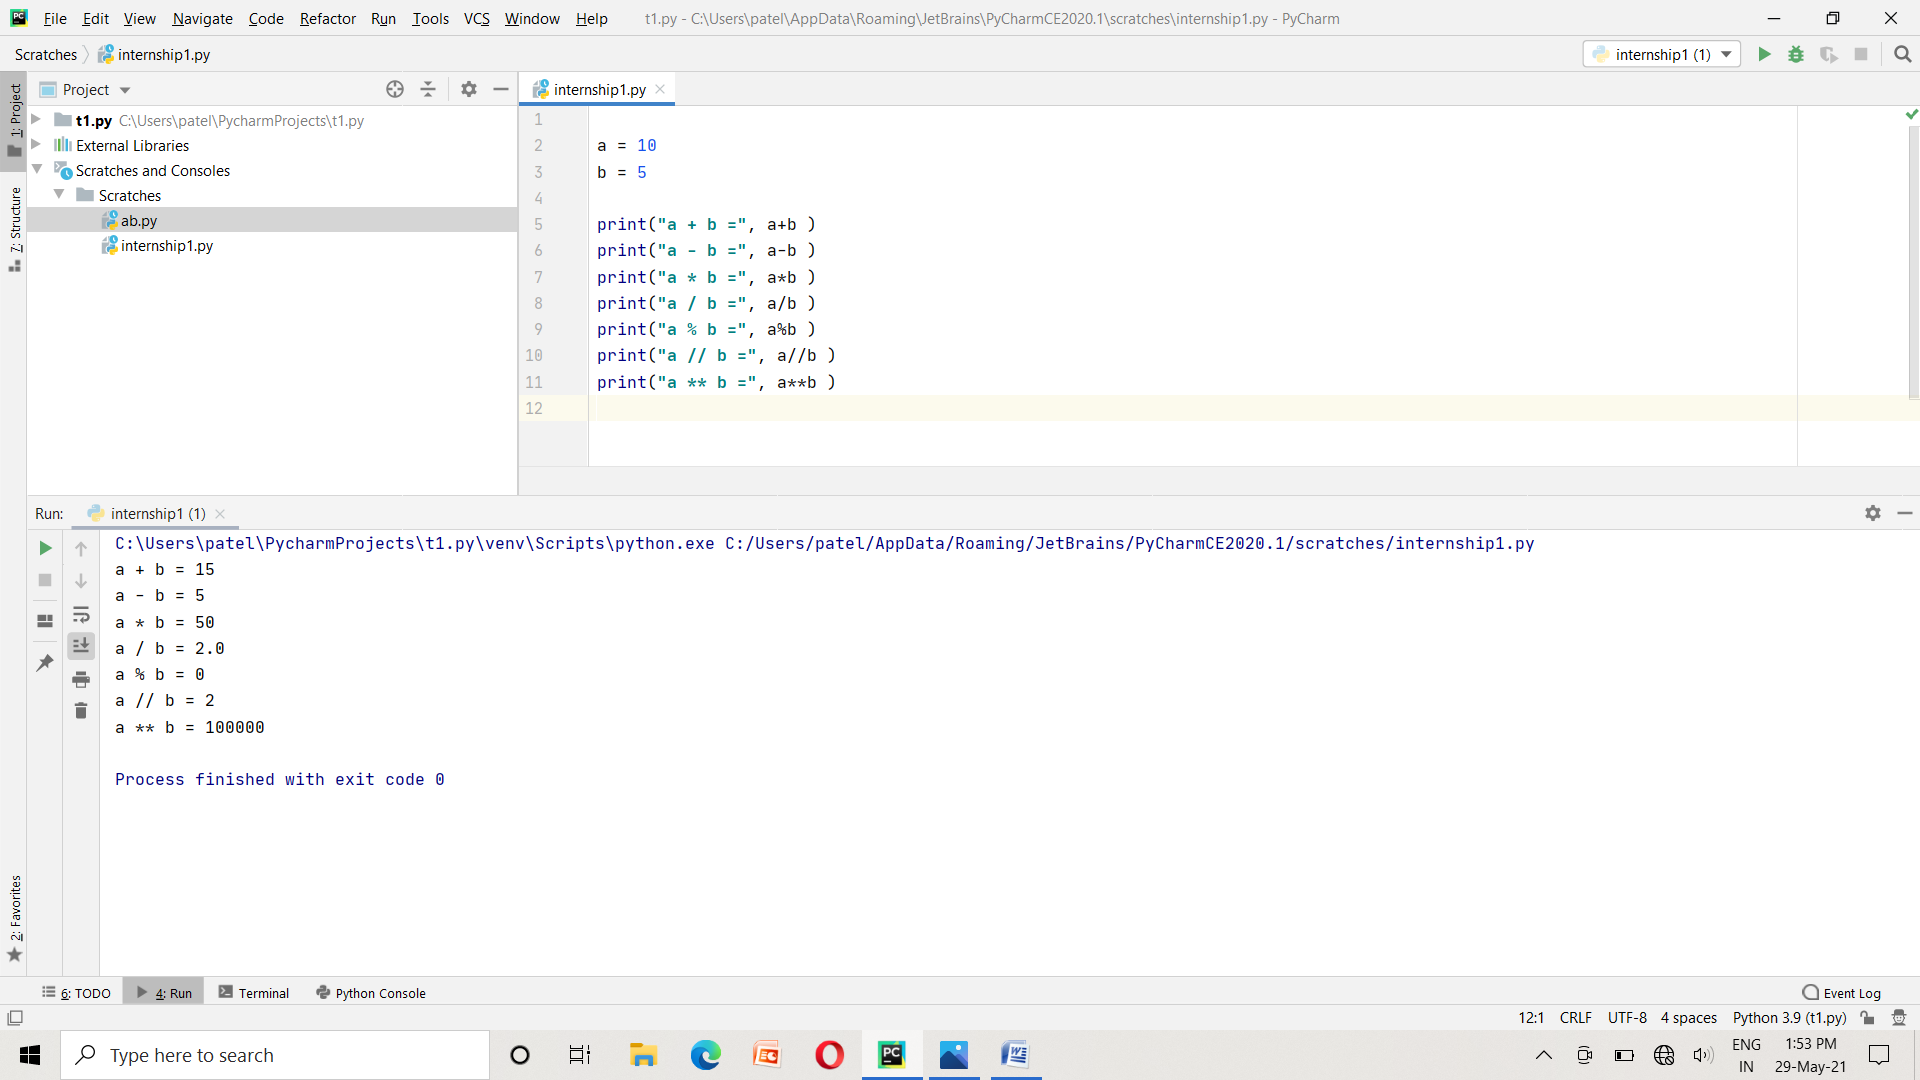 File Edit View Navigate Code Refactor Run Tools VCS Window Help t1.py - C:\Users\patel\AppData\Roaming\JetBrains\PyCharmCE2020.1\scratches\internship1.py - PyCharm
Scratches internship1.py internship1 (1)
Project
internship1.py
1: Project
7: Structure
2: Favorites
t1.py C:\Users\patel\PycharmProjects\t1.py
External Libraries
Scratches and Consoles
Scratches
ab.py
internship1.py
1
2 a = 10
3 b = 5
4
5 print("a + b =", a+b )
6 print("a - b =", a-b )
7 print("a * b =", a*b )
8 print("a / b =", a/b )
9 print("a % b =", a%b )
10 print("a // b =", a//b )
11 print("a ** b =", a**b )
12
Run: internship1 (1)
C:\Users\patel\PycharmProjects\t1.py\venv\Scripts\python.exe C:/Users/patel/AppData/Roaming/JetBrains/PyCharmCE2020.1/scratches/internship1.py
a + b = 15
a - b = 5
a * b = 50
a / b = 2.0
a % b = 0
a // b = 2
a ** b = 100000
Process finished with exit code 0
6: TODO 4: Run Terminal Python Console Event Log
12:1 CRLF UTF-8 4 spaces Python 3.9 (t1.py)
Type here to search
ENG
IN
1:53 PM
29-May-21